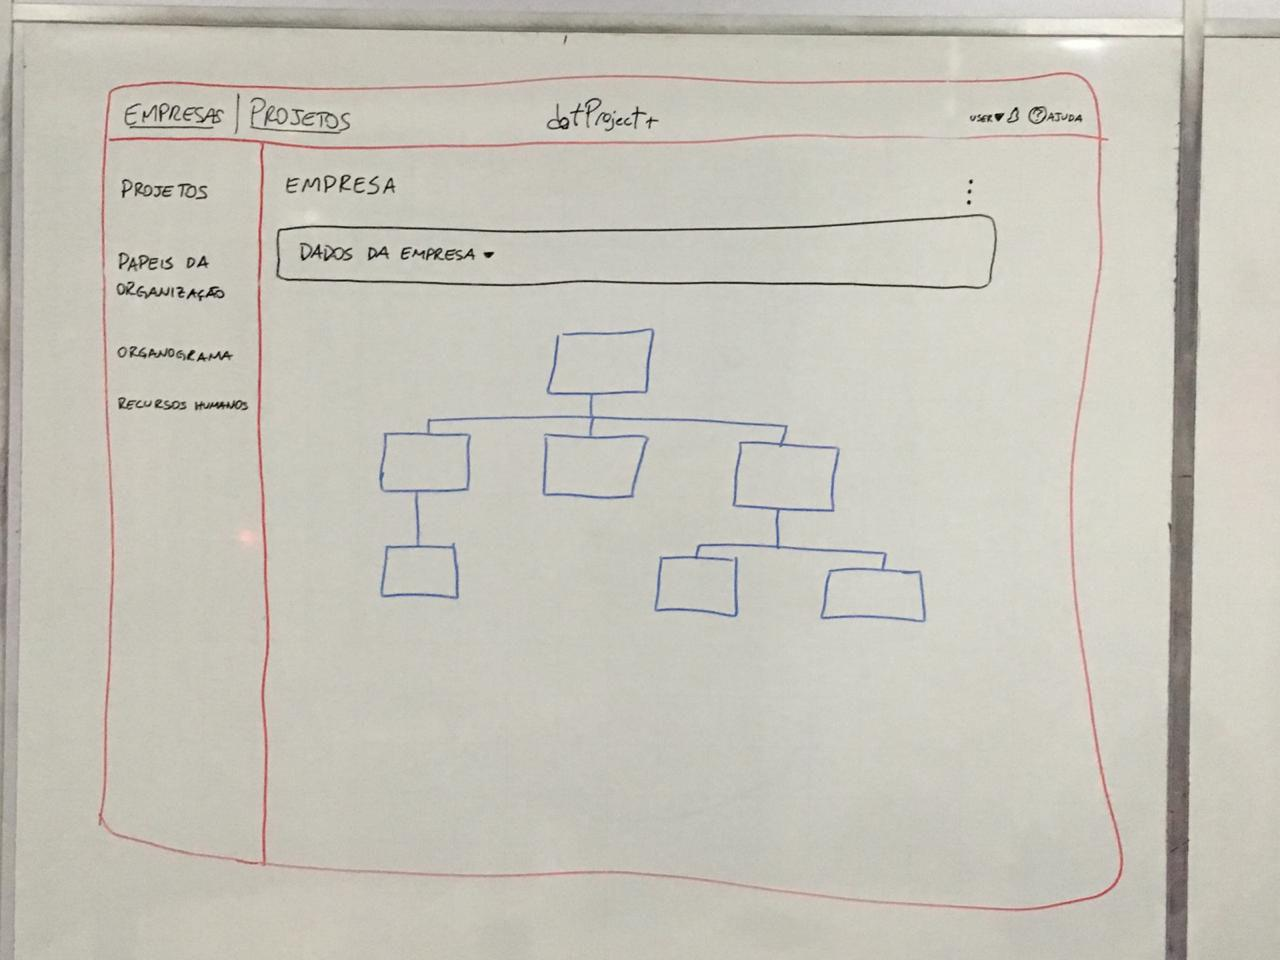 EMPRESAS | PROJETOS
dotProject+
USER▾ ? AJUDA
PROJETOS
PAPEIS DA
ORGANIZAÇÃO
ORGANOGRAMA
RECURSOS HUMANOS
EMPRESA
DADOS DA EMPRESA ▾